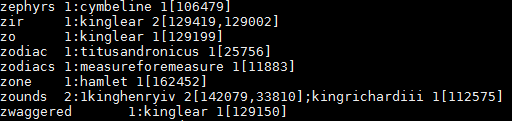 zephyrs 1:cymbeline 1[106479]
zir 1:kinglear 2[129419,129002]
zo 1:kinglear 1[129199]
zodiac 1:titusandronicus 1[25756]
zodiacs 1:measureforemeasure 1[11883]
zone 1:hamlet 1[162452]
zounds 2:1kinghenryiv 2[142079,33810];kingrichardiii 1[112575]
zwaggered 1:kinglear 1[129150]